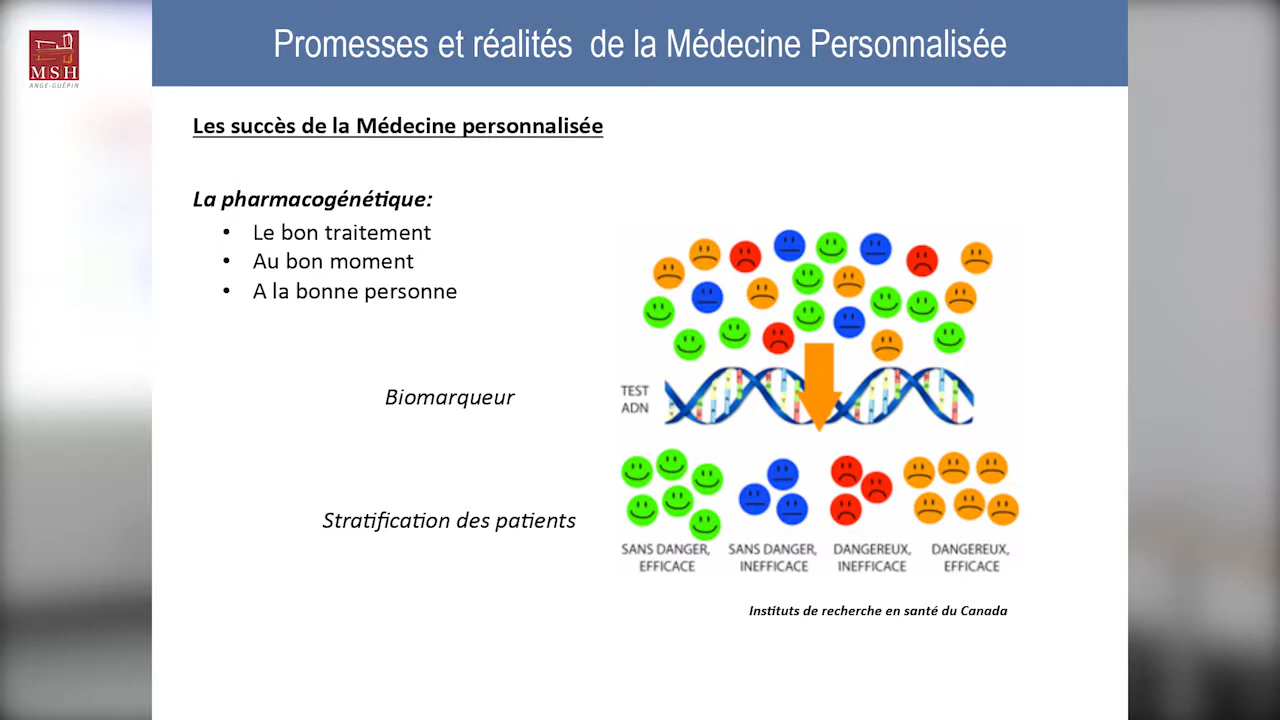 MSH
ANGE-GUÉPIN
Promesses et réalités de la Médecine Personnalisée
Les succès de la Médecine personnalisée
La pharmacogénétique:
• Le bon traitement
• Au bon moment
• A la bonne personne
Biomarqueur
TEST
ADN
Stratification des patients
SANS DANGER,
EFFICACE
SANS DANGER,
INEFFICACE
DANGEREUX,
INEFFICACE
DANGEREUX,
EFFICACE
Instituts de recherche en santé du Canada